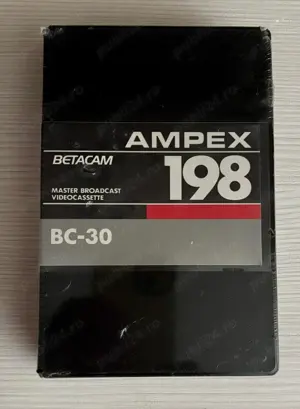 AMPEX
BETACAM
198
MASTER BROADCAST
VIDEOCASSETTE
BC-30